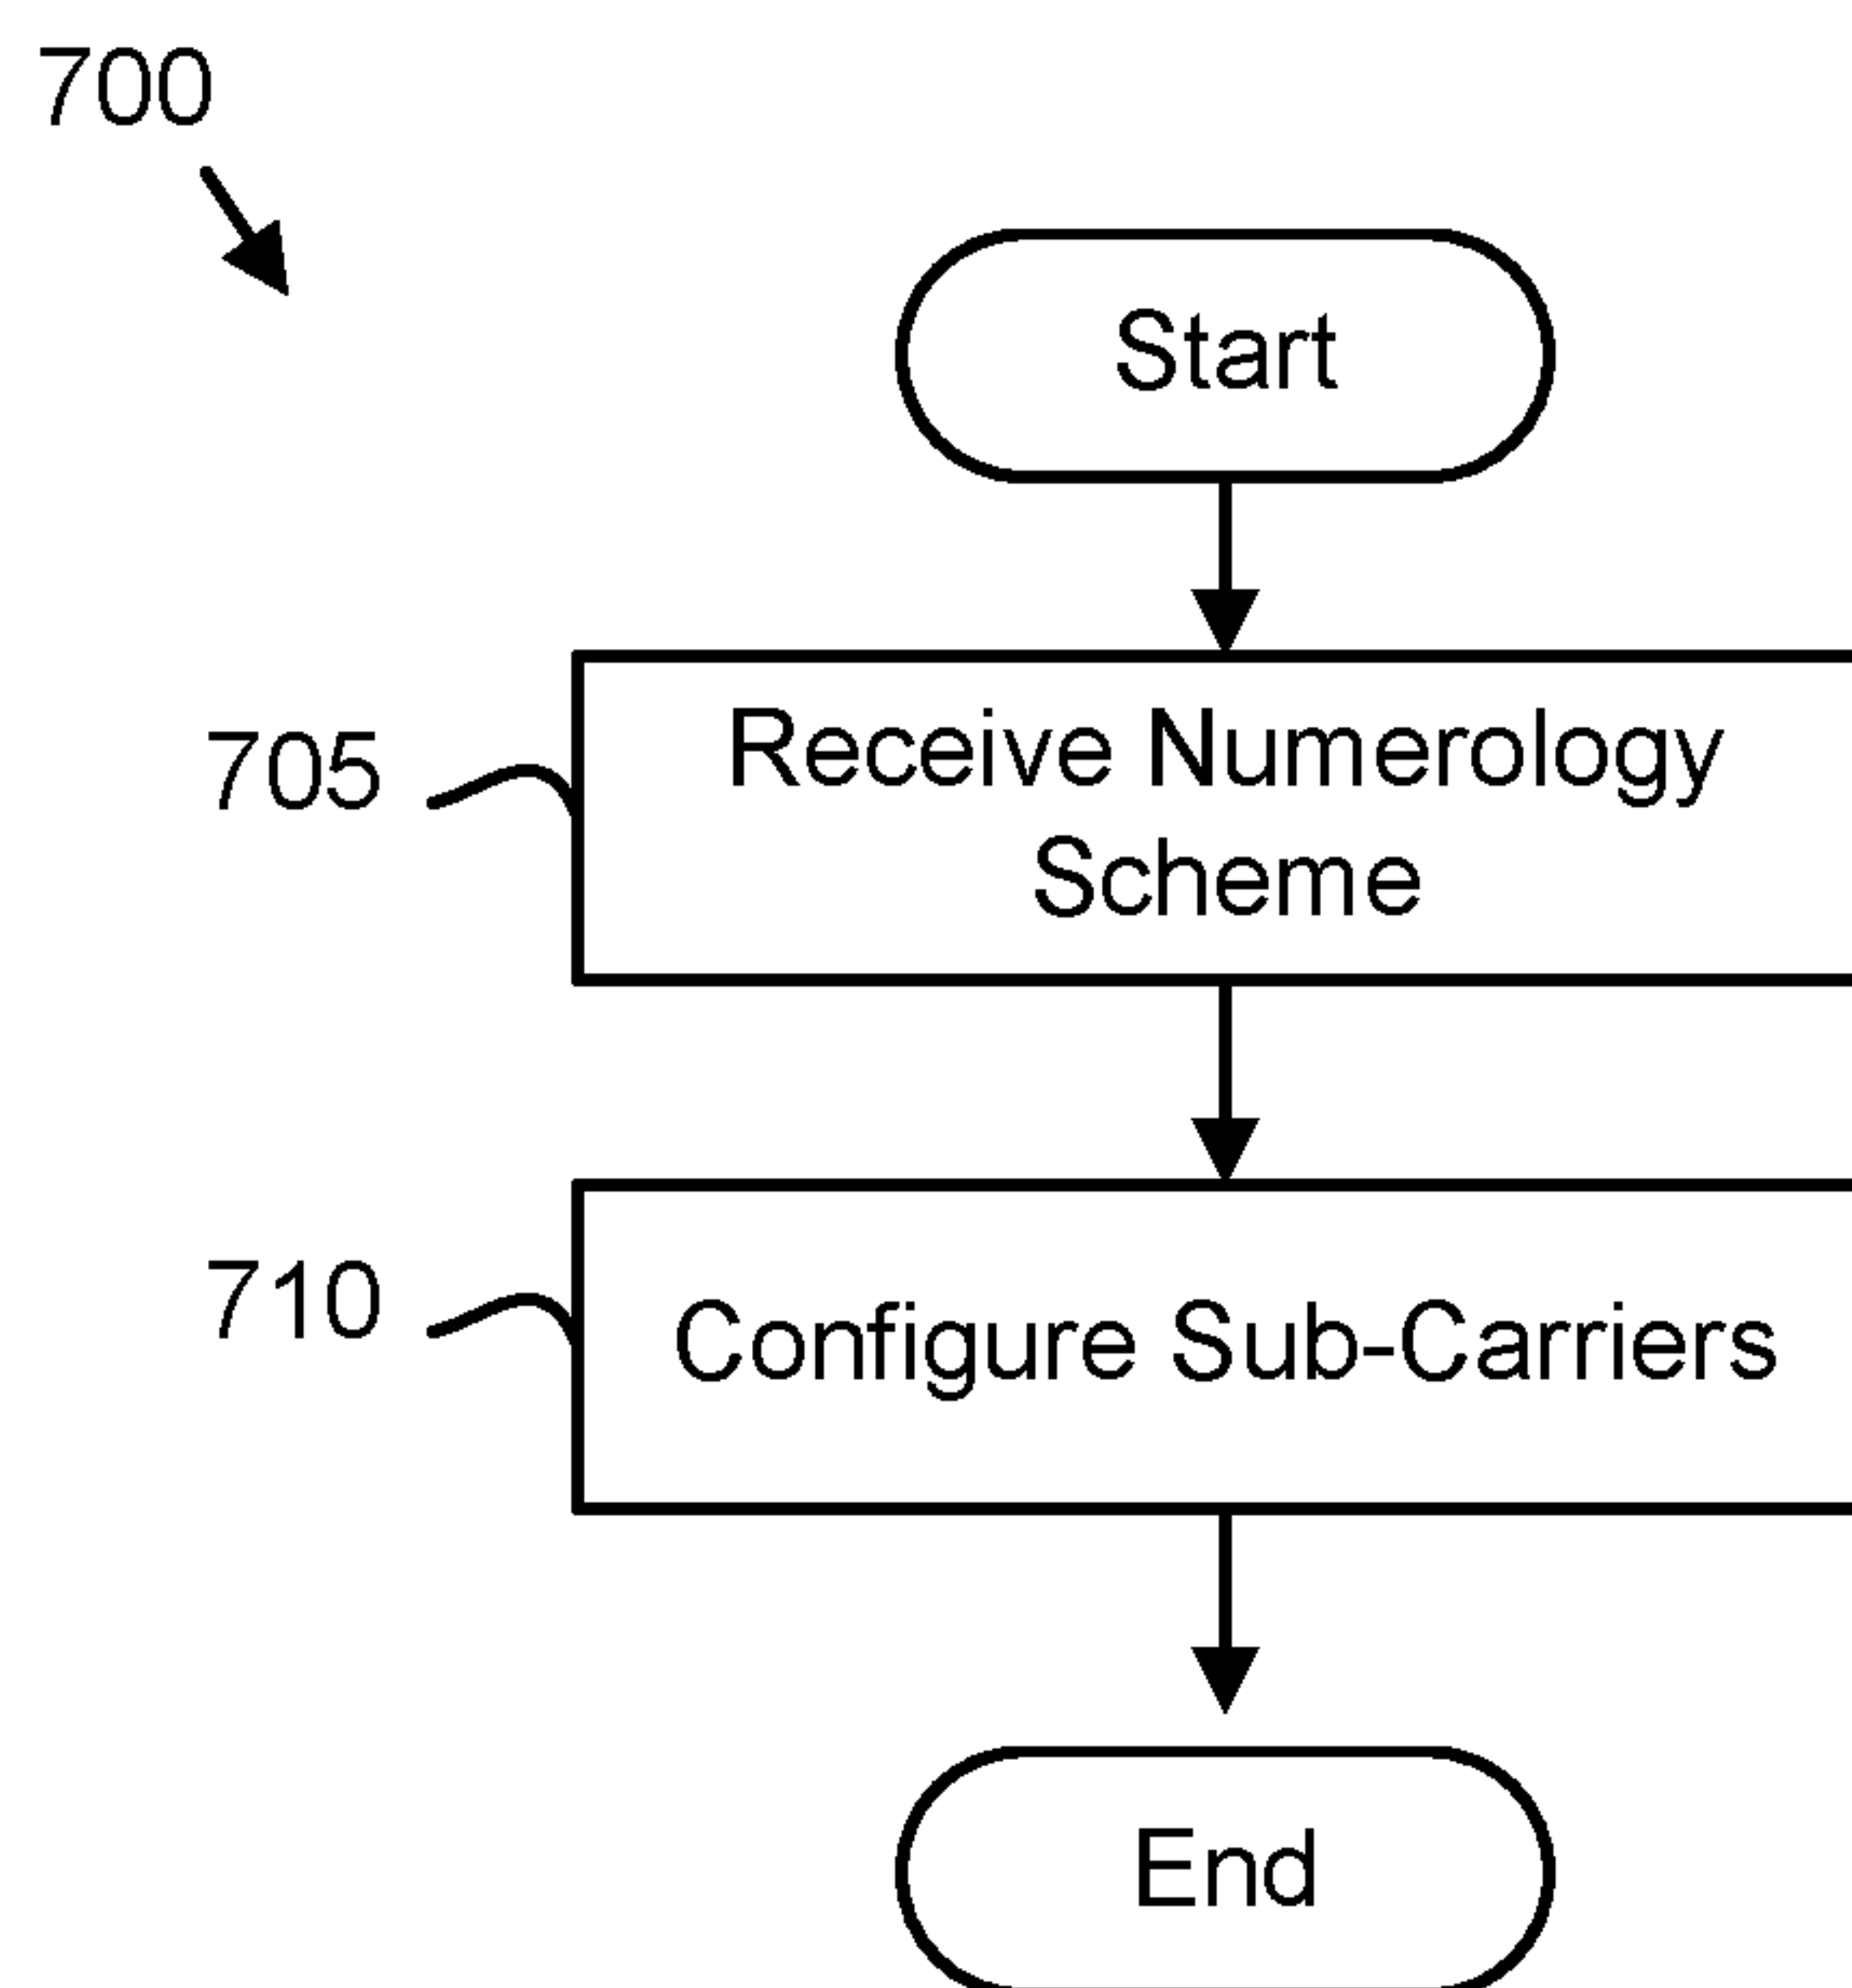 700
Start
705
Receive Numerology
Scheme
710
Configure Sub-Carriers
End